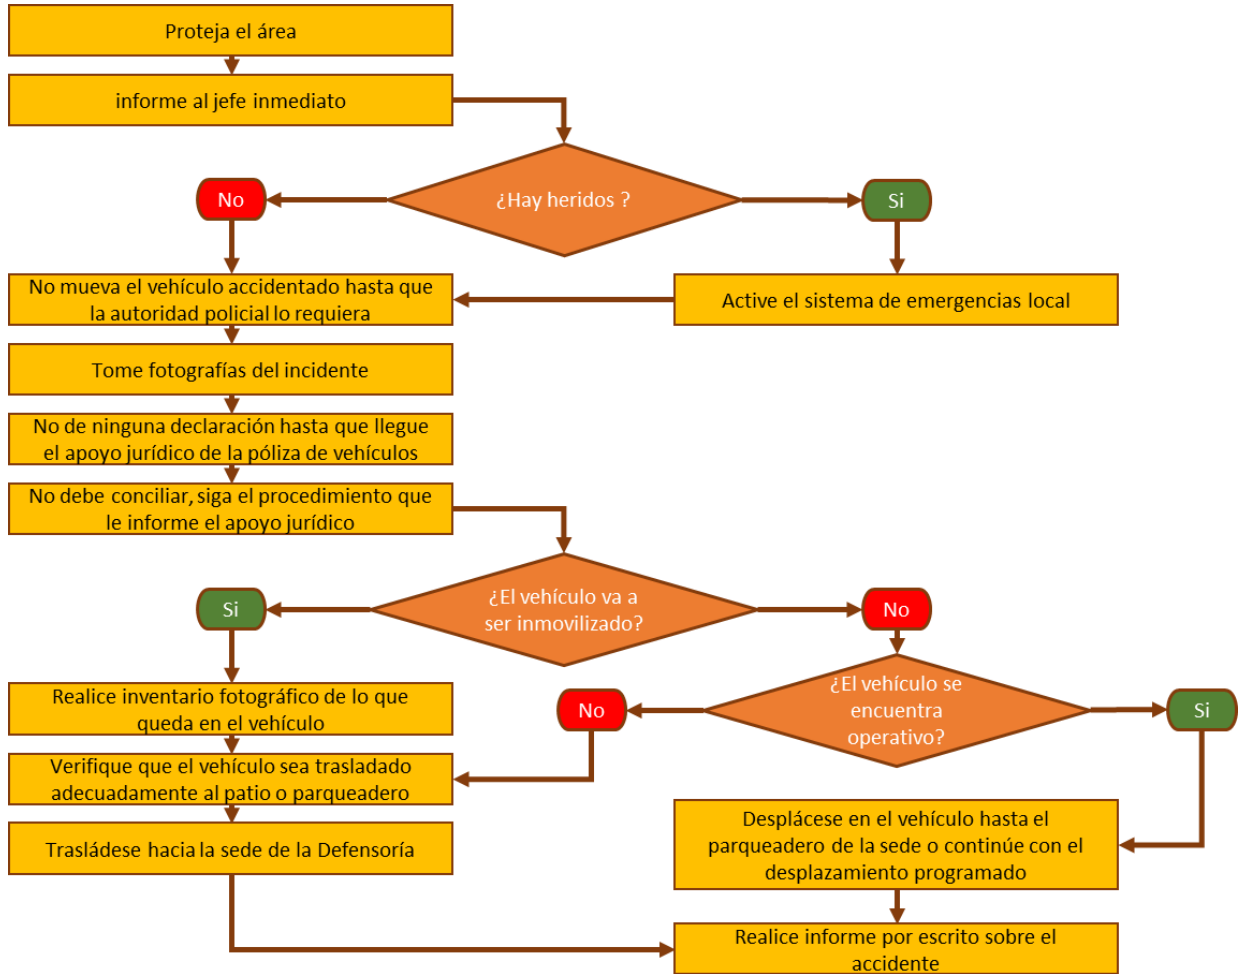 Proteja el área
informe al jefe inmediato
¿Hay heridos ?
No
Si
No mueva el vehículo accidentado hasta que
la autoridad policial lo requiera
Active el sistema de emergencias local
Tome fotografías del incidente
No de ninguna declaración hasta que llegue
el apoyo jurídico de la póliza de vehículos
No debe conciliar, siga el procedimiento que
le informe el apoyo jurídico
¿El vehículo va a
ser inmovilizado?
Si
No
Realice inventario fotográfico de lo que
queda en el vehículo
¿El vehículo se
encuentra
operativo?
No
Si
Verifique que el vehículo sea trasladado
adecuadamente al patio o parqueadero
Trasládese hacia la sede de la Defensoría
Desplácese en el vehículo hasta el
parqueadero de la sede o continúe con el
desplazamiento programado
Realice informe por escrito sobre el
accidente